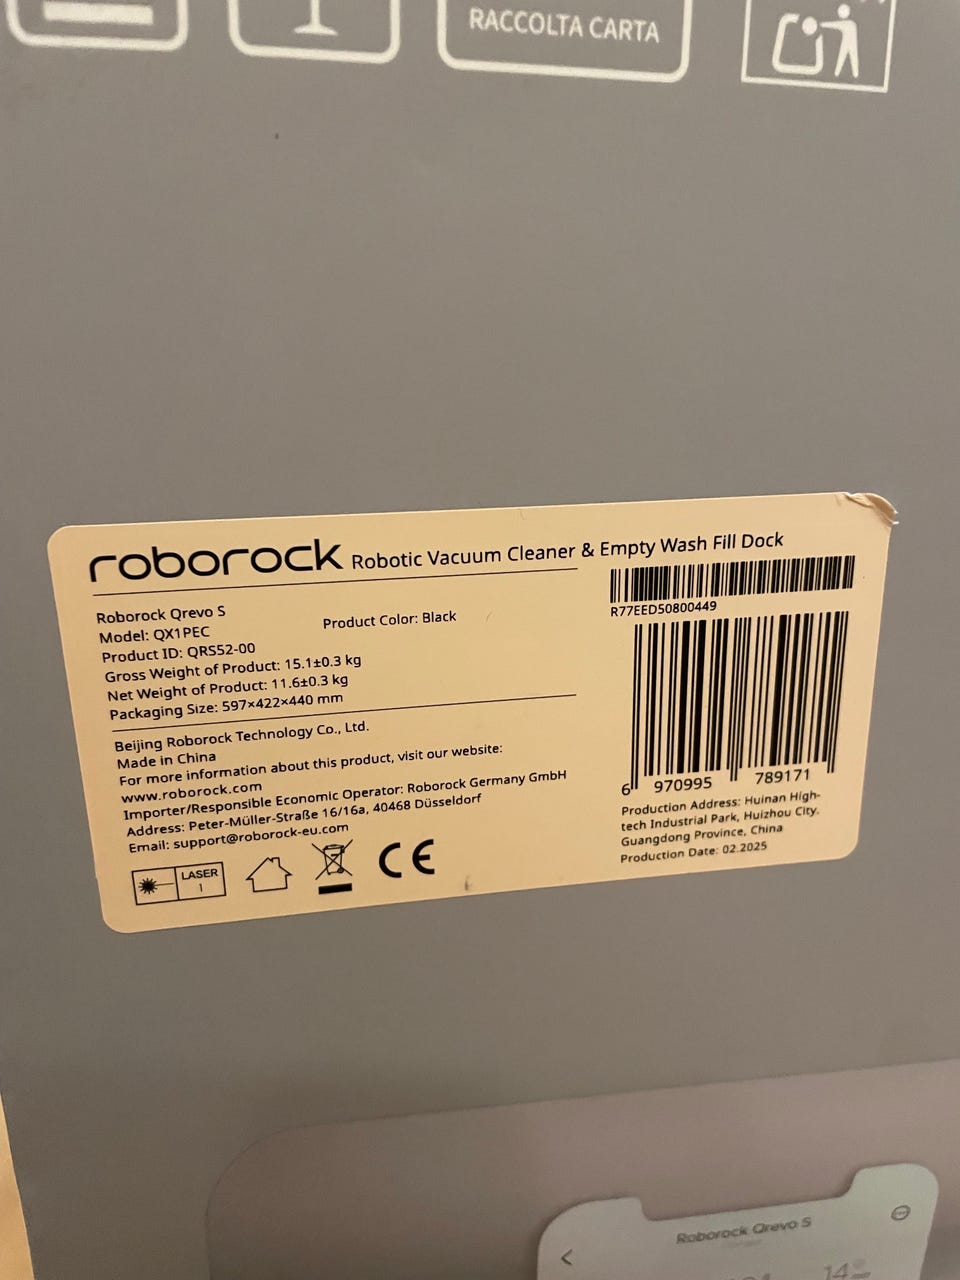 RACCOLTA CARTA
roborock Robotic Vacuum Cleaner & Empty Wash Fill Dock
Roborock Qrevo S
Model: QX1PEC
Product Color: Black
Product ID: QRS52-00
Gross Weight of Product: 15.1±0.3 kg
Net Weight of Product: 11.6±0.3 kg
Packaging Size: 597×422×440 mm
Beijing Roborock Technology Co., Ltd.
Made in China
For more information about this product, visit our website:
www.roborock.com
Importer/Responsible Economic Operator: Roborock Germany GmbH
Address: Peter-Müller-Straße 16/16a, 40468 Düsseldorf
Email: support@roborock-eu.com
LASER
1
CE
R77EED50800449
6 970995 789171
Production Address: Huinan High-
tech Industrial Park, Huizhou City.
Guangdong Province, China
Production Date: 02.2025
Roborock Qrevo S